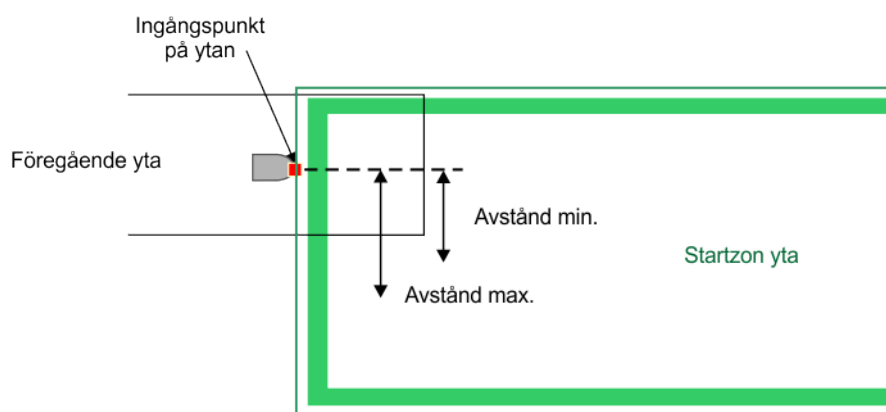 Ingångspunkt
på ytan
Föregående yta
Avstånd min.
Startzon yta
Avstånd max.